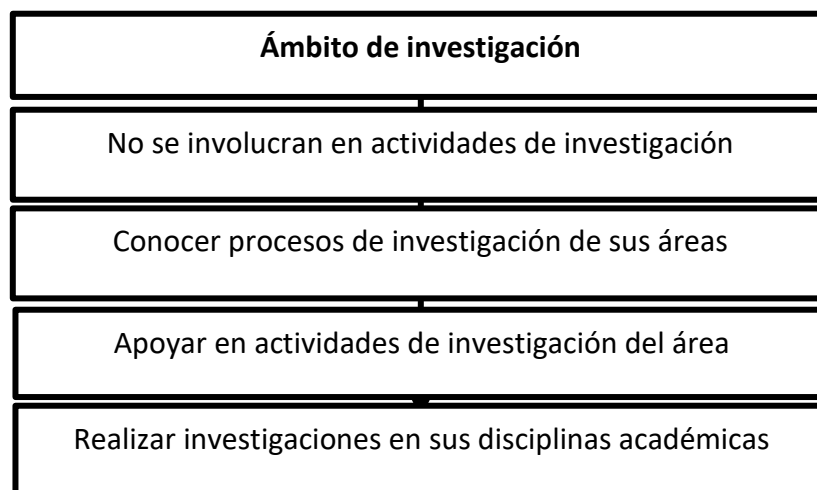 Ámbito de investigación
No se involucran en actividades de investigación
Conocer procesos de investigación de sus áreas
Apoyar en actividades de investigación del área
Realizar investigaciones en sus disciplinas académicas